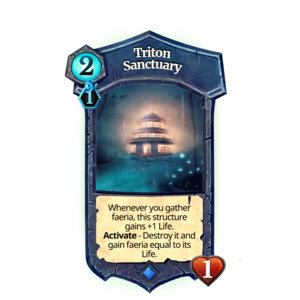 Triton
Sanctuary
2
1
Whenever you gather
faeria, this structure
gains +1 Life.
Activate - Destroy it and
gain faeria equal to its
Life.
1